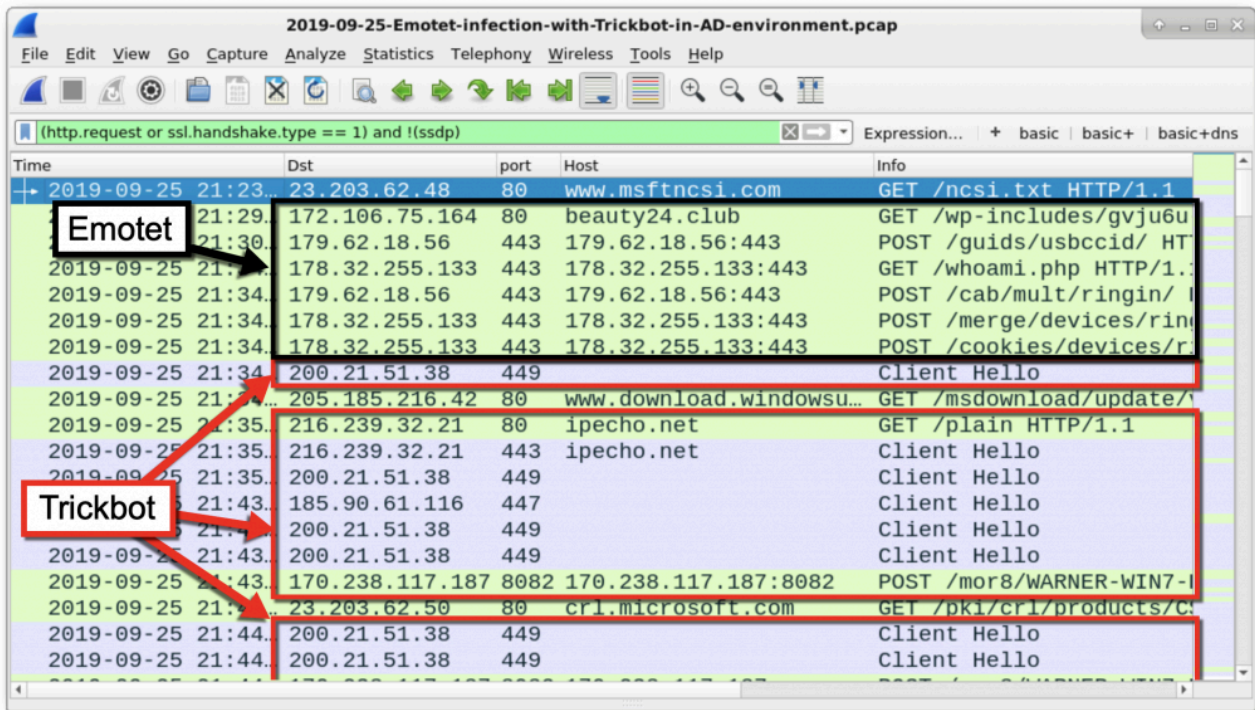 2019-09-25-Emotet-infection-with-Trickbot-in-AD-environment.pcap
File Edit View Go Capture Analyze Statistics Telephony Wireless Tools Help
(http.request or ssl.handshake.type == 1) and !(ssdp) Expression... + basic basic+ basic+dns
Time Dst port Host Info
2019-09-25 21:23... 23.203.62.48 80 www.msftncsi.com GET /ncsi.txt HTTP/1.1
21:29... 172.106.75.164 80 beauty24.club GET /wp-includes/gvju6u
Emotet
21:30... 179.62.18.56 443 179.62.18.56:443 POST /guids/usbccid/
2019-09-25 178.32.255.133 443 178.32.255.133:443 GET /whoami.php HTTP/1.1
2019-09-25 21:34... 179.62.18.56 443 179.62.18.56:443 POST /cab/mult/ringin/
2019-09-25 21:34... 178.32.255.133 443 178.32.255.133:443 POST /merge/devices/ring
2019-09-25 21:34... 178.32.255.133 443 178.32.255.133:443 POST /cookies/devices/r
2019-09-25 21:34... 200.21.51.38 449 Client Hello
2019-09-25 21:34... 205.185.216.42 80 www.download.windowsu... GET /msdownload/update/
2019-09-25 21:35... 216.239.32.21 80 ipecho.net GET /plain HTTP/1.1
2019-09-25 21:35... 216.239.32.21 443 ipecho.net Client Hello
2019-09-25 21:35... 200.21.51.38 449 Client Hello
Trickbot
21:43... 185.90.61.116 447 Client Hello
200.21.51.38 449 Client Hello
2019-09-25 21:43... 200.21.51.38 449 Client Hello
2019-09-25 21:43... 170.238.117.187 8082 170.238.117.187:8082 POST /mor8/WARNER-WIN7-
2019-09-25 23.203.62.50 80 crl.microsoft.com GET /pki/crl/products/
2019-09-25 21:44... 200.21.51.38 449 Client Hello
2019-09-25 21:44... 200.21.51.38 449 Client Hello